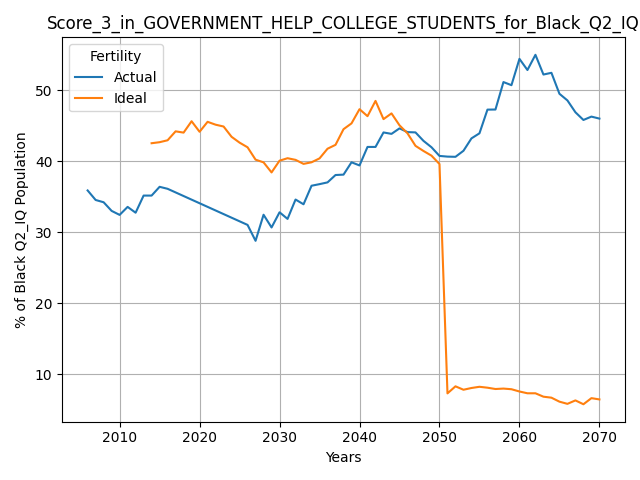 Score_3_in_GOVERNMENT_HELP_COLLEGE_STUDENTS_for_Black_Q2_IQ
Fertility
Actual
Ideal
% of Black Q2_IQ Population
50
40
30
20
10
2010
2020
2030
2040
2050
2060
2070
Years